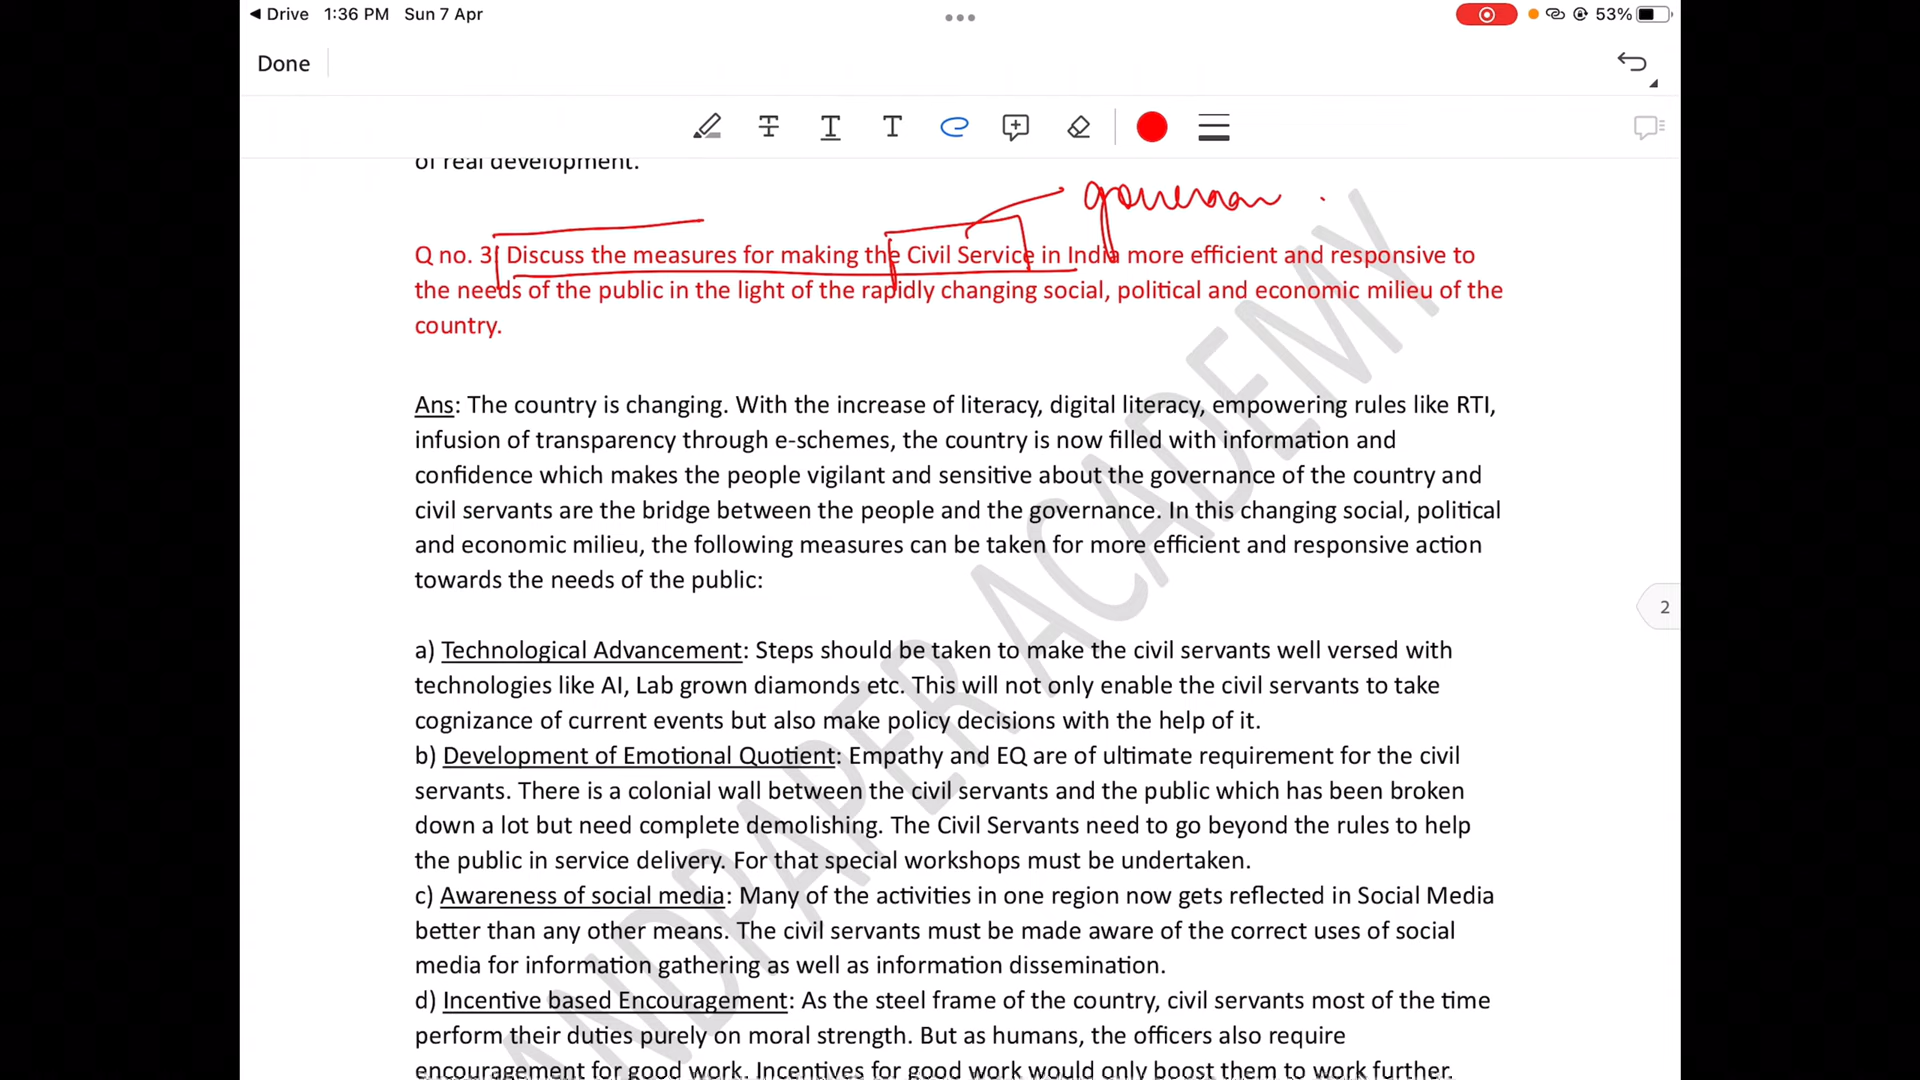 Drive 1:36 PM Sun 7 Apr
53%
Done
of real development.
Q no. 3: Discuss the measures for making the Civil Service in India more efficient and responsive to
the needs of the public in the light of the rapidly changing social, political and economic milieu of the
country.
Ans: The country is changing. With the increase of literacy, digital literacy, empowering rules like RTI,
infusion of transparency through e-schemes, the country is now filled with information and
confidence which makes the people vigilant and sensitive about the governance of the country and
civil servants are the bridge between the people and the governance. In this changing social, political
and economic milieu, the following measures can be taken for more efficient and responsive action
towards the needs of the public:
2
a) Technological Advancement: Steps should be taken to make the civil servants well versed with
technologies like AI, Lab grown diamonds etc. This will not only enable the civil servants to take
cognizance of current events but also make policy decisions with the help of it.
b) Development of Emotional Quotient: Empathy and EQ are of ultimate requirement for the civil
servants. There is a colonial wall between the civil servants and the public which has been broken
down a lot but need complete demolishing. The Civil Servants need to go beyond the rules to help
the public in service delivery. For that special workshops must be undertaken.
c) Awareness of social media: Many of the activities in one region now gets reflected in Social Media
better than any other means. The civil servants must be made aware of the correct uses of social
media for information gathering as well as information dissemination.
d) Incentive based Encouragement: As the steel frame of the country, civil servants most of the time
perform their duties purely on moral strength. But as humans, the officers also require
encouragement for good work. Incentives for good work would only boost them to work further.
ANDPAPER ACADEMY